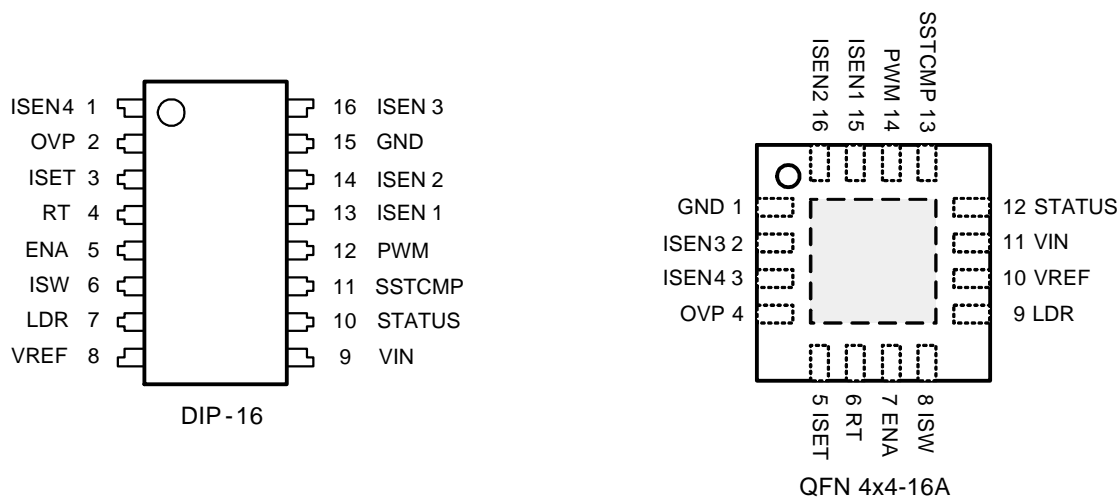 ISEN4 1
OVP 2
ISET 3
RT 4
ENA 5
ISW 6
LDR 7
VREF 8
16 ISEN 3
15 GND
14 ISEN 2
13 ISEN 1
12 PWM
11 SSTCMP
10 STATUS
9 VIN
DIP-16
ISEN2 16
ISEN1 15
PWM 14
SSTCMP 13
GND 1
ISEN3 2
ISEN4 3
OVP 4
12 STATUS
11 VIN
10 VREF
9 LDR
5 ISET
6 RT
7 ENA
8 ISW
QFN 4x4-16A